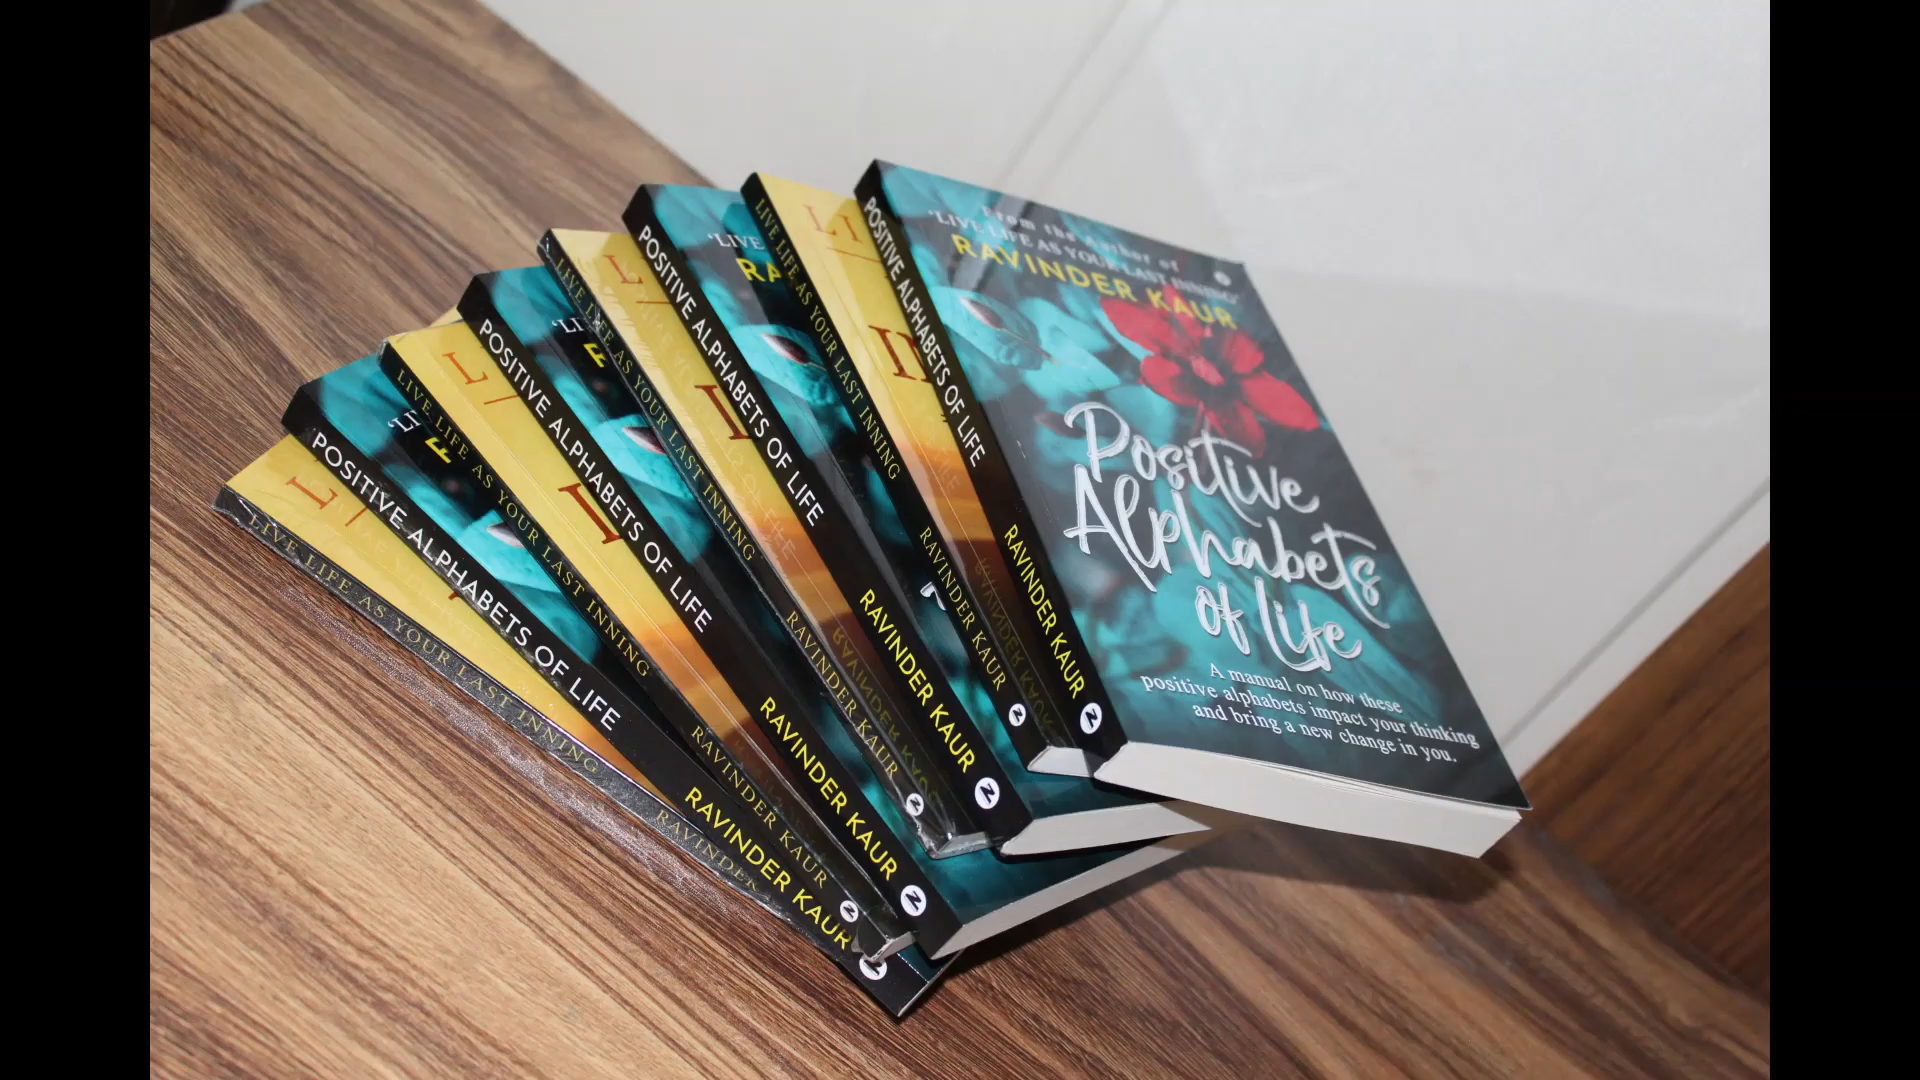 From the Author of
'LIVE LIFE AS YOUR LAST INNING'
RAVINDER KAUR
Positive
Alphabets
of Life
A manual on how these
positive alphabets impact your thinking
and bring a new change in you.
POSITIVE ALPHABETS OF LIFE RAVINDER KAUR
LIVE LIFE AS YOUR LAST INNING RAVINDER KAUR
LI
'LIVE
RA
POSITIVE ALPHABETS OF LIFE RAVINDER KAUR
LIVE LIFE AS YOUR LAST INNING RAVINDER KAUR
L
POSITIVE ALPHABETS OF LIFE RAVINDER KAUR
LIVE LIFE AS YOUR LAST INNING RAVINDER KAUR
L
POSITIVE ALPHABETS OF LIFE RAVINDER KAUR
LIVE LIFE AS YOUR LAST INNING RAVINDER
L